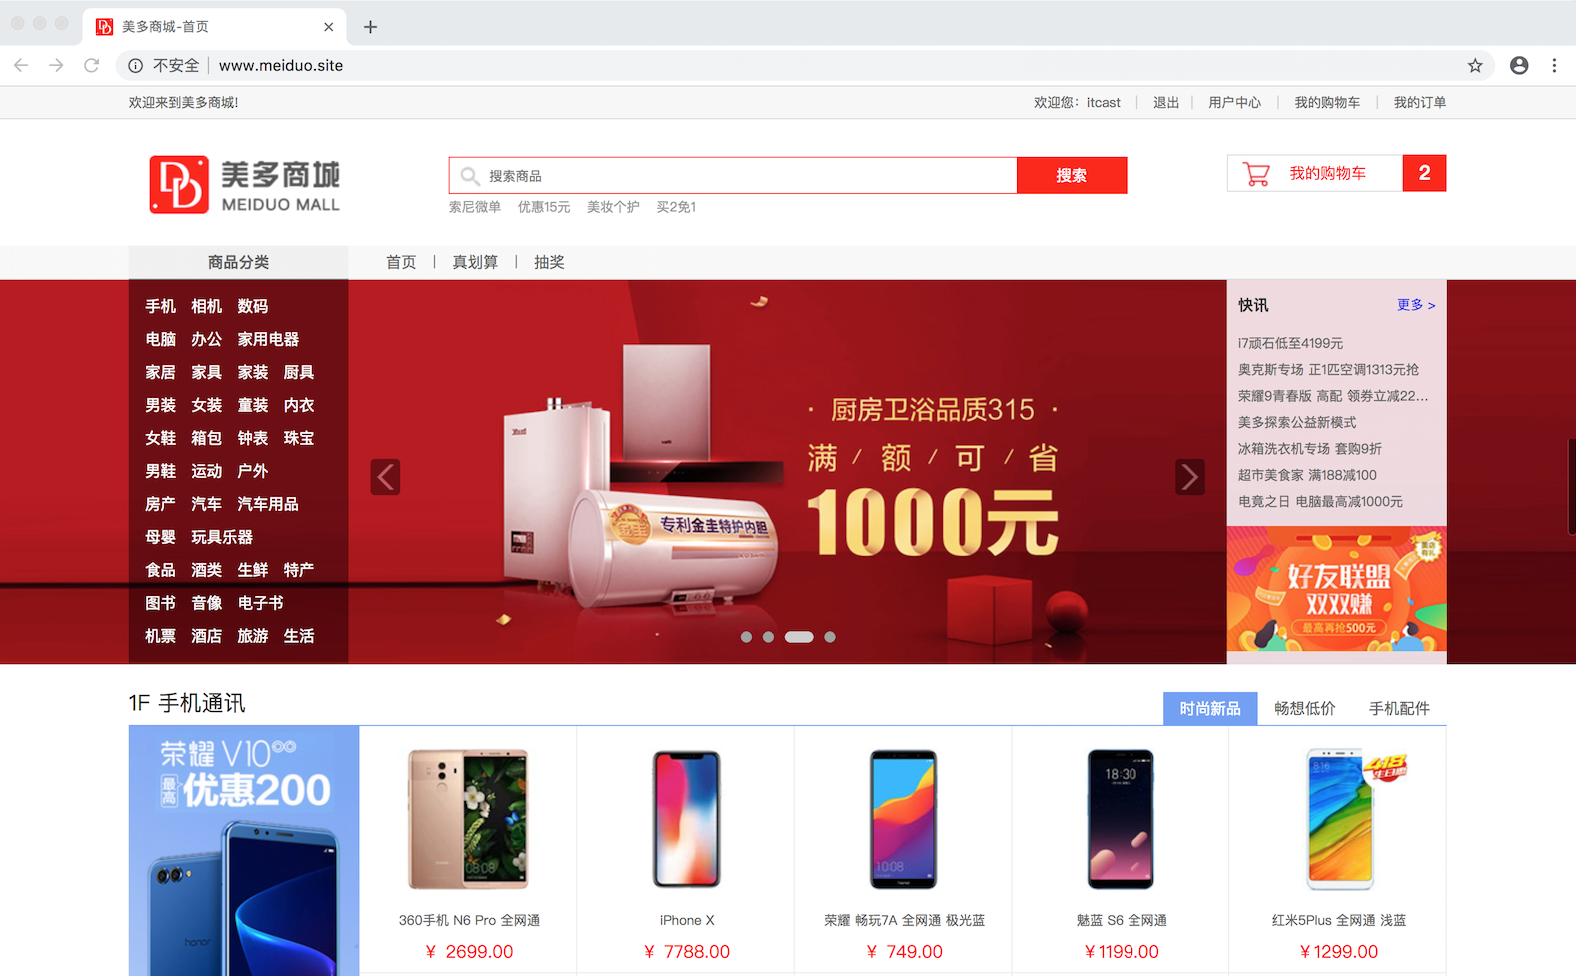 美多商城-首页
不安全 www.meiduo.site
欢迎来到美多商城!
欢迎您：itcast | 退出 | 用户中心 | 我的购物车 | 我的订单
美多商城
MEIDUO MALL
搜索商品
搜索
我的购物车 2
索尼微单 优惠15元 美妆个护 买2免1
商品分类
首页 | 真划算 | 抽奖
手机 相机 数码
电脑 办公 家用电器
家居 家具 家装 厨具
男装 女装 童装 内衣
女鞋 箱包 钟表 珠宝
男鞋 运动 户外
房产 汽车 汽车用品
母婴 玩具乐器
食品 酒类 生鲜 特产
图书 音像 电子书
机票 酒店 旅游 生活
· 厨房卫浴品质315 ·
满 / 额 / 可 / 省
1000元
专利金圭特护内胆
快讯 更多 >
i7顽石低至4199元
奥克斯专场 正1匹空调1313元抢
荣耀9青春版 高配 领券立减22...
美多探索公益新模式
冰箱洗衣机专场 套购9折
超市美食家 满188减100
电竞之日 电脑最高减1000元
好友联盟
双双赚
最高再抢500元
1F 手机通讯
时尚新品 畅想低价 手机配件
荣耀 V10
最高优惠200
honor
18:30
08:08
10:08
8:16
418
生日惠
360手机 N6 Pro 全网通
￥ 2699.00
iPhone X
￥ 7788.00
荣耀 畅玩7A 全网通 极光蓝
￥ 749.00
魅蓝 S6 全网通
￥1199.00
红米5Plus 全网通 浅蓝
￥1299.00